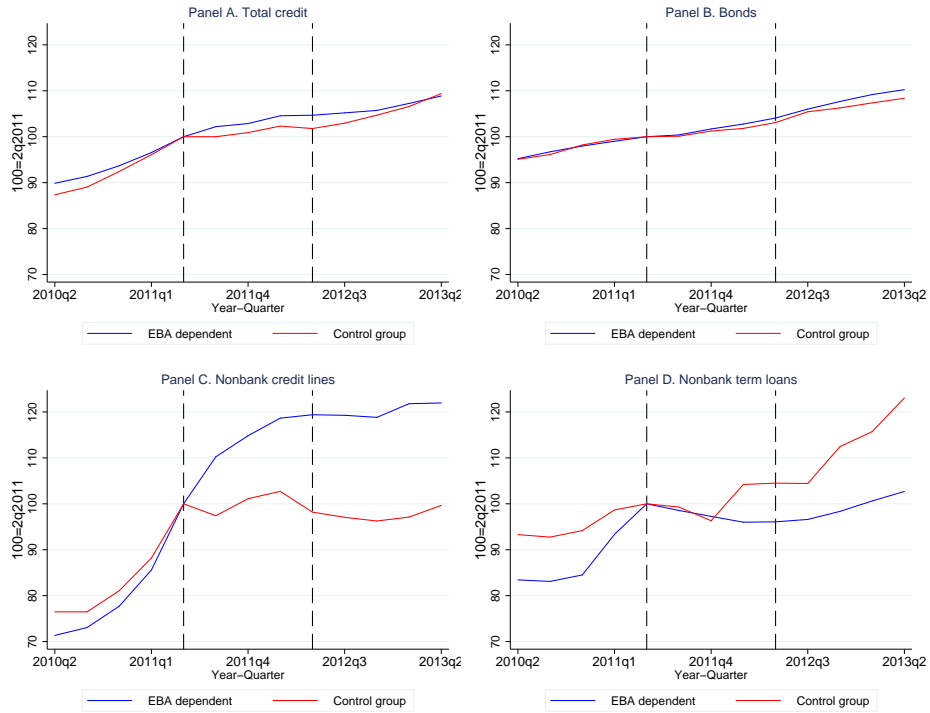 Panel A. Total credit
100=2q2011
120
110
100
90
80
70
2010q2 2011q1 2011q4 2012q3 2013q2
Year−Quarter
EBA dependent Control group
Panel B. Bonds
100=2q2011
120
110
100
90
80
70
2010q2 2011q1 2011q4 2012q3 2013q2
Year−Quarter
EBA dependent Control group
Panel C. Nonbank credit lines
100=2q2011
120
110
100
90
80
70
2010q2 2011q1 2011q4 2012q3 2013q2
Year−Quarter
EBA dependent Control group
Panel D. Nonbank term loans
100=2q2011
120
110
100
90
80
70
2010q2 2011q1 2011q4 2012q3 2013q2
Year−Quarter
EBA dependent Control group